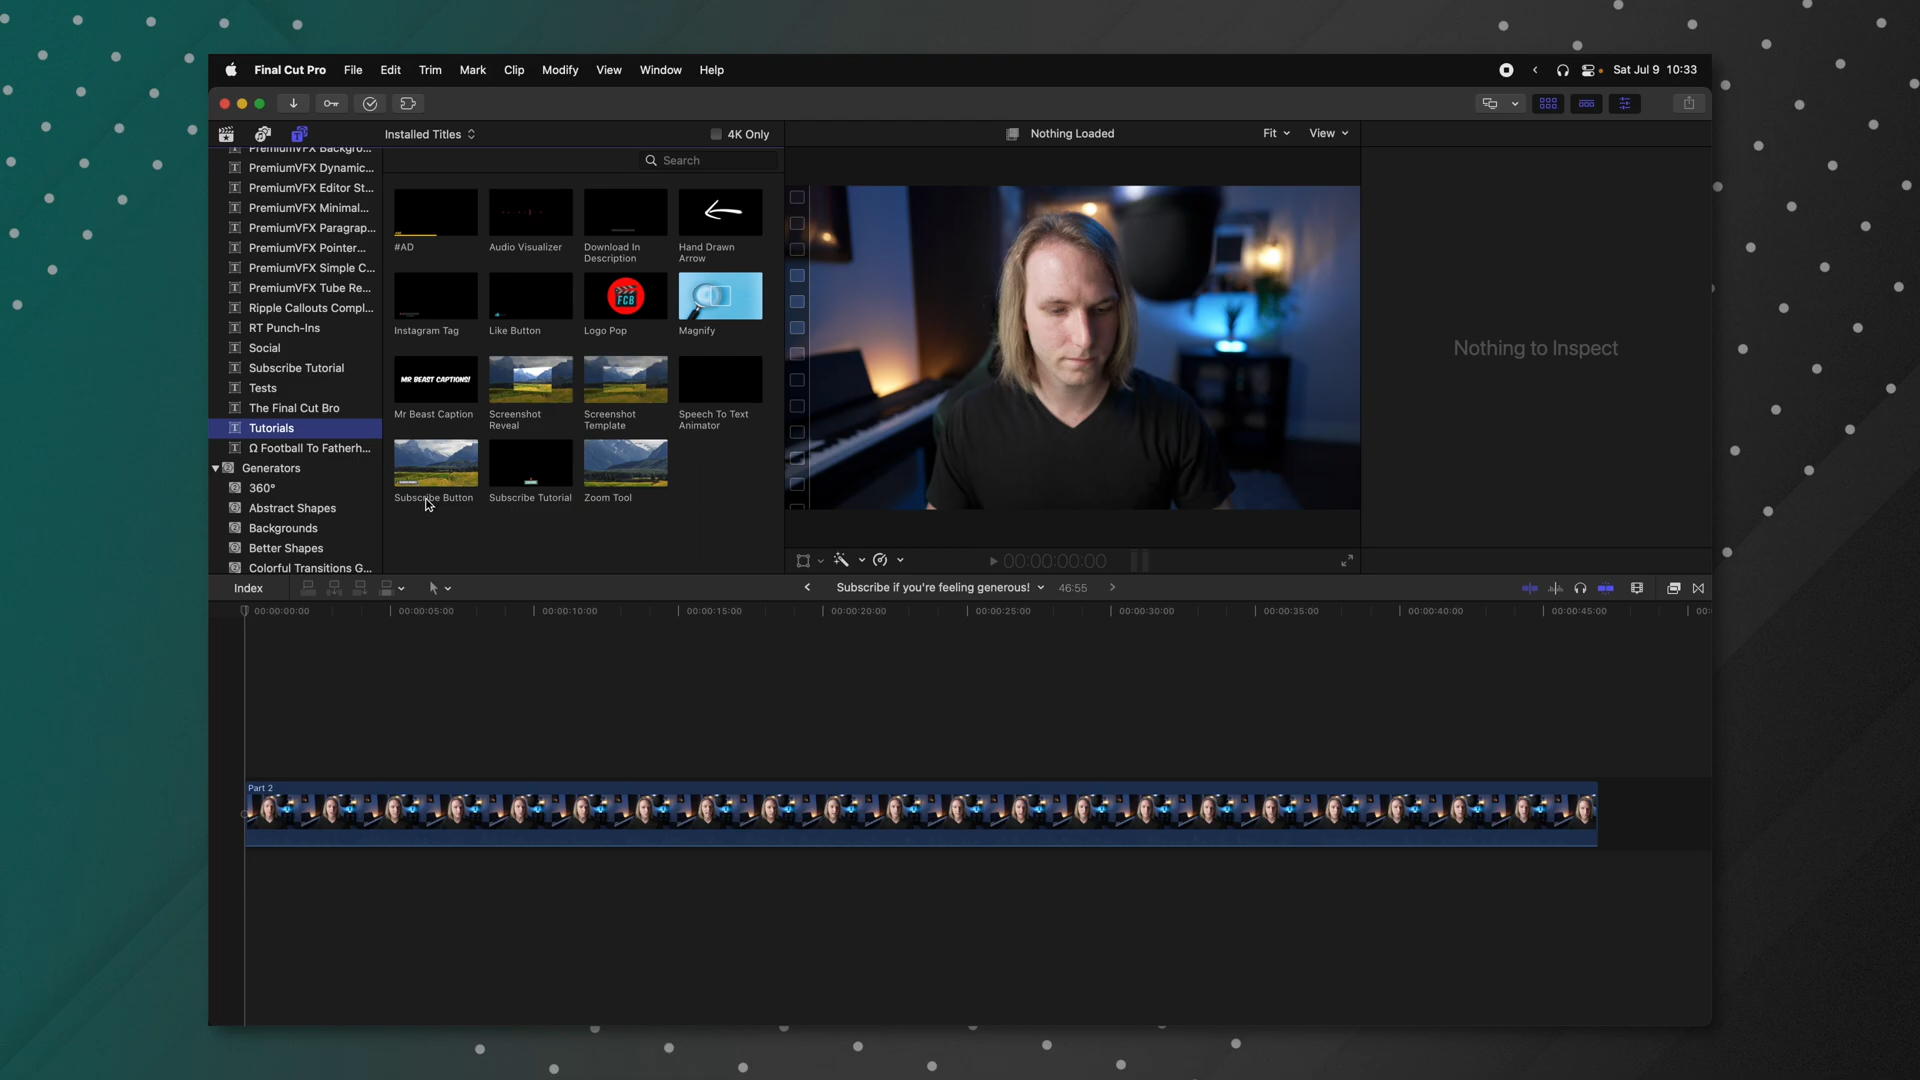 Final Cut Pro File Edit Trim Mark Clip Modify View Window Help
Sat Jul 9 10:33
Installed Titles
4K Only
Nothing Loaded
Fit
View
Search
PremiumVFX Backgro...
PremiumVFX Dynamic...
PremiumVFX Editor St...
PremiumVFX Minimal...
PremiumVFX Paragrap...
PremiumVFX Pointer...
PremiumVFX Simple C...
PremiumVFX Tube Re...
Ripple Callouts Compl...
RT Punch-Ins
Social
Subscribe Tutorial
Tests
The Final Cut Bro
Tutorials
Ω Football To Fatherh...
Generators
360°
Abstract Shapes
Backgrounds
Better Shapes
Colorful Transitions G...
#AD
Audio Visualizer
Download In
Description
Hand Drawn
Arrow
FCB
Instagram Tag
Like Button
Logo Pop
Magnify
MR BEAST CAPTIONS!
Mr Beast Caption
Screenshot
Reveal
Screenshot
Template
Speech To Text
Animator
Subscribe Button
Subscribe Tutorial
Zoom Tool
Nothing to Inspect
00:00:00:00
Index
Subscribe if you're feeling generous!
46:55
00:00:00:00
00:00:05:00
00:00:10:00
00:00:15:00
00:00:20:00
00:00:25:00
00:00:30:00
00:00:35:00
00:00:40:00
00:00:45:00
00:
Part 2